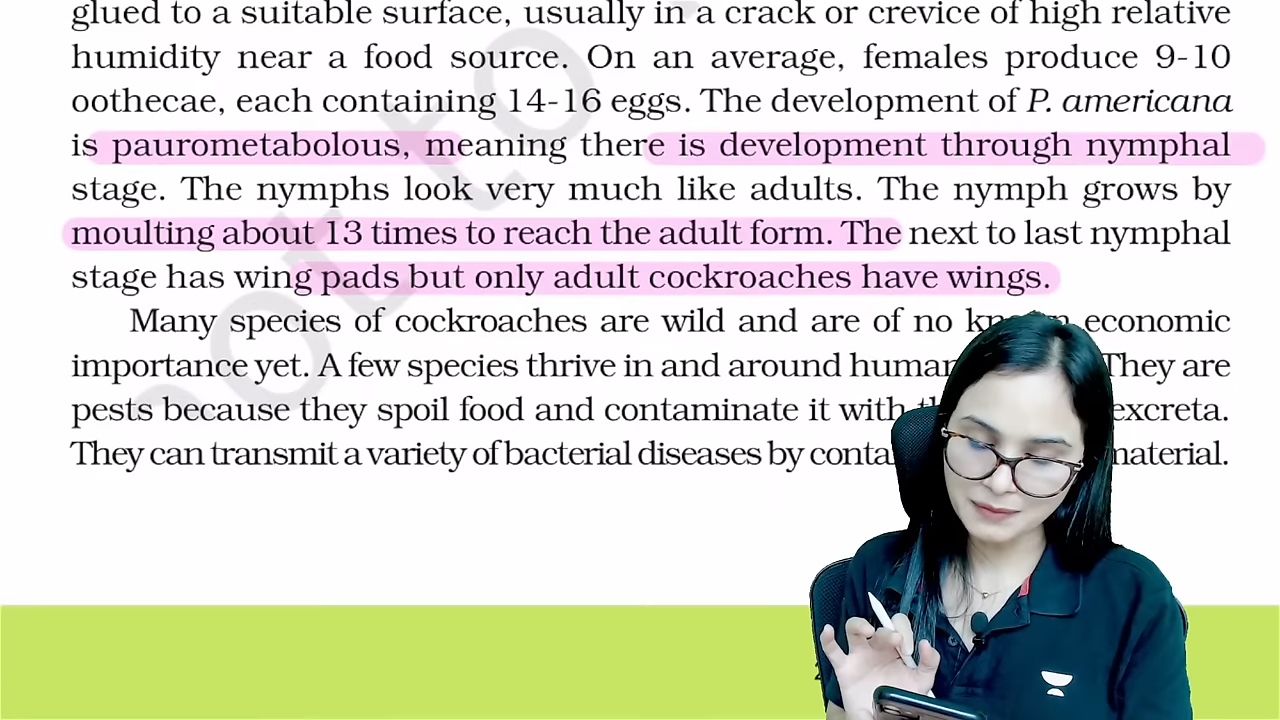 glued to a suitable surface, usually in a crack or crevice of high relative
humidity near a food source. On an average, females produce 9-10
oothecae, each containing 14-16 eggs. The development of P. americana
is paurometabolous, meaning there is development through nymphal
stage. The nymphs look very much like adults. The nymph grows by
moulting about 13 times to reach the adult form. The next to last nymphal
stage has wing pads but only adult cockroaches have wings.
Many species of cockroaches are wild and are of no economic
importance yet. A few species thrive in and around human They are
pests because they spoil food and contaminate it with excreta.
They can transmit a variety of bacterial diseases by material.